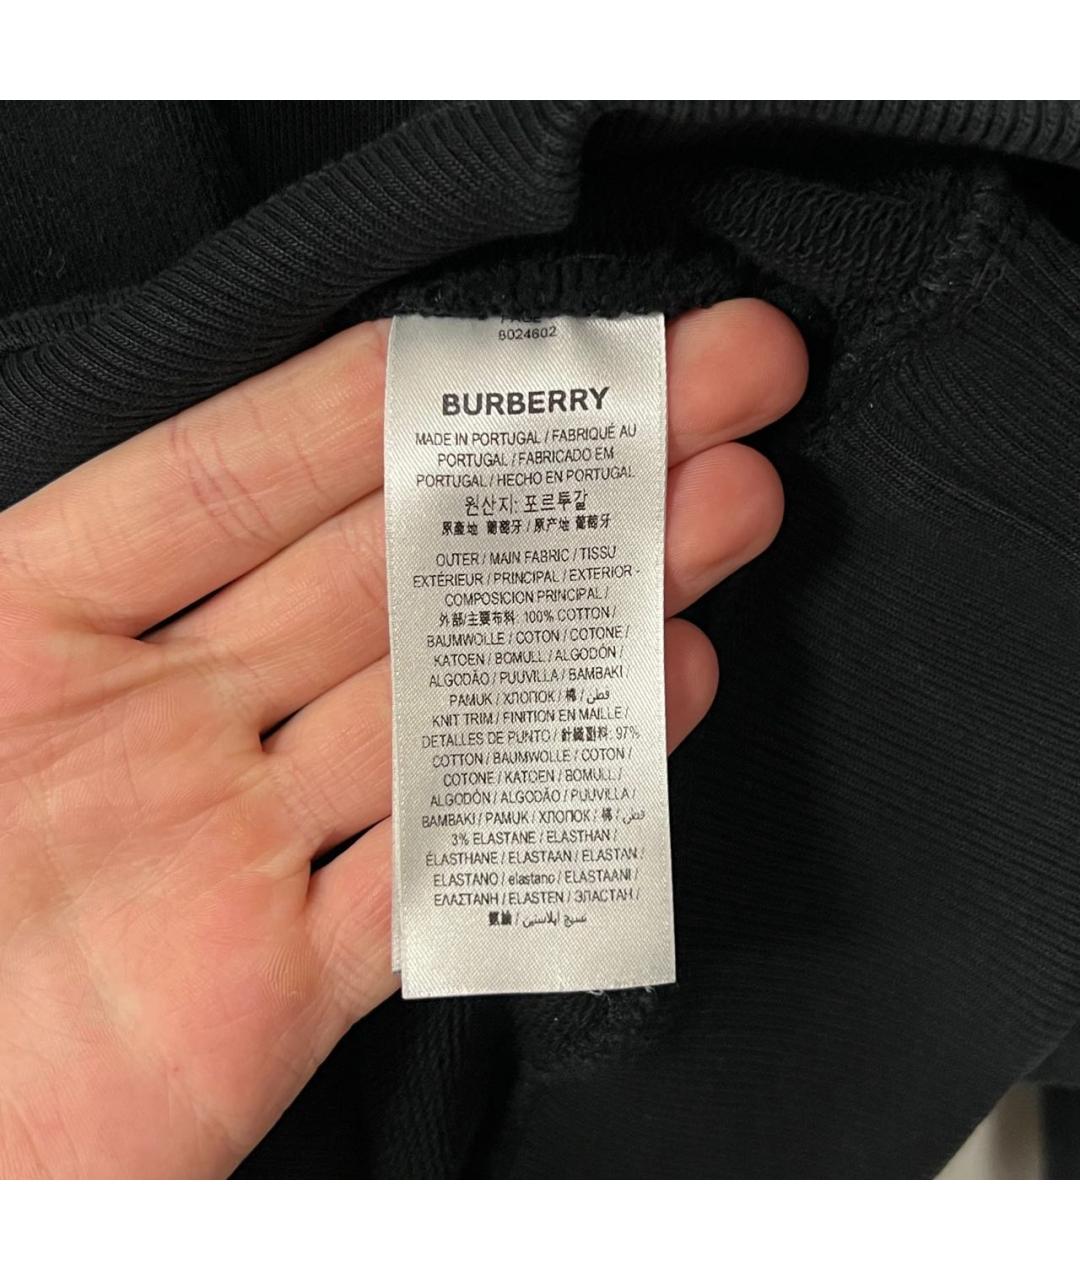 8024602
BURBERRY
MADE IN PORTUGAL / FABRIQUÉ AU
PORTUGAL / FABRICADO EM
PORTUGAL / HECHO EN PORTUGAL
원산지: 포르투갈
原產地 葡萄牙 / 原产地 葡萄牙
OUTER / MAIN FABRIC / TISSU
EXTÉRIEUR / PRINCIPAL / EXTERIOR -
COMPOSICION PRINCIPAL /
外部/主要布料: 100% COTTON /
BAUMWOLLE / COTON / COTONE /
KATOEN / BOMULL / ALGODÓN /
ALGODÃO / PUUVILLA / BAMBAKI /
PAMUK / ХЛОПОК / 棉 / قطن
KNIT TRIM / FINITION EN MAILLE /
DETALLES DE PUNTO / 針織副料: 97%
COTTON / BAUMWOLLE / COTON /
COTONE / KATOEN / BOMULL /
ALGODÓN / ALGODÃO / PUUVILLA /
BAMBAKI / PAMUK / ХЛОПОК / 棉 / قطن
3% ELASTANE / ELASTHAN /
ÉLASTHANE / ELASTAAN / ELASTAN /
ELASTANO / elastano / ELASTAANI /
ΕΛΑΣΤΑΝΗ / ELASTEN / ЭЛАСТАН /
/ نسيج ايلاستين